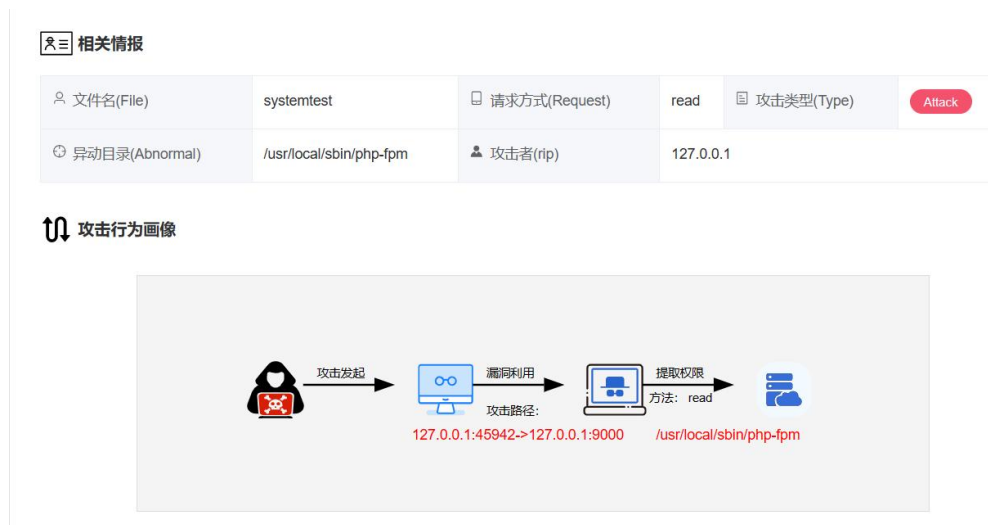 相关情报
文件名(File) systemtest 请求方式(Request) read 攻击类型(Type) Attack
异动目录(Abnormal) /usr/local/sbin/php-fpm 攻击者(rip) 127.0.0.1
攻击行为画像
攻击发起 漏洞利用 提取权限
攻击路径: 方法: read
127.0.0.1:45942->127.0.0.1:9000 /usr/local/sbin/php-fpm